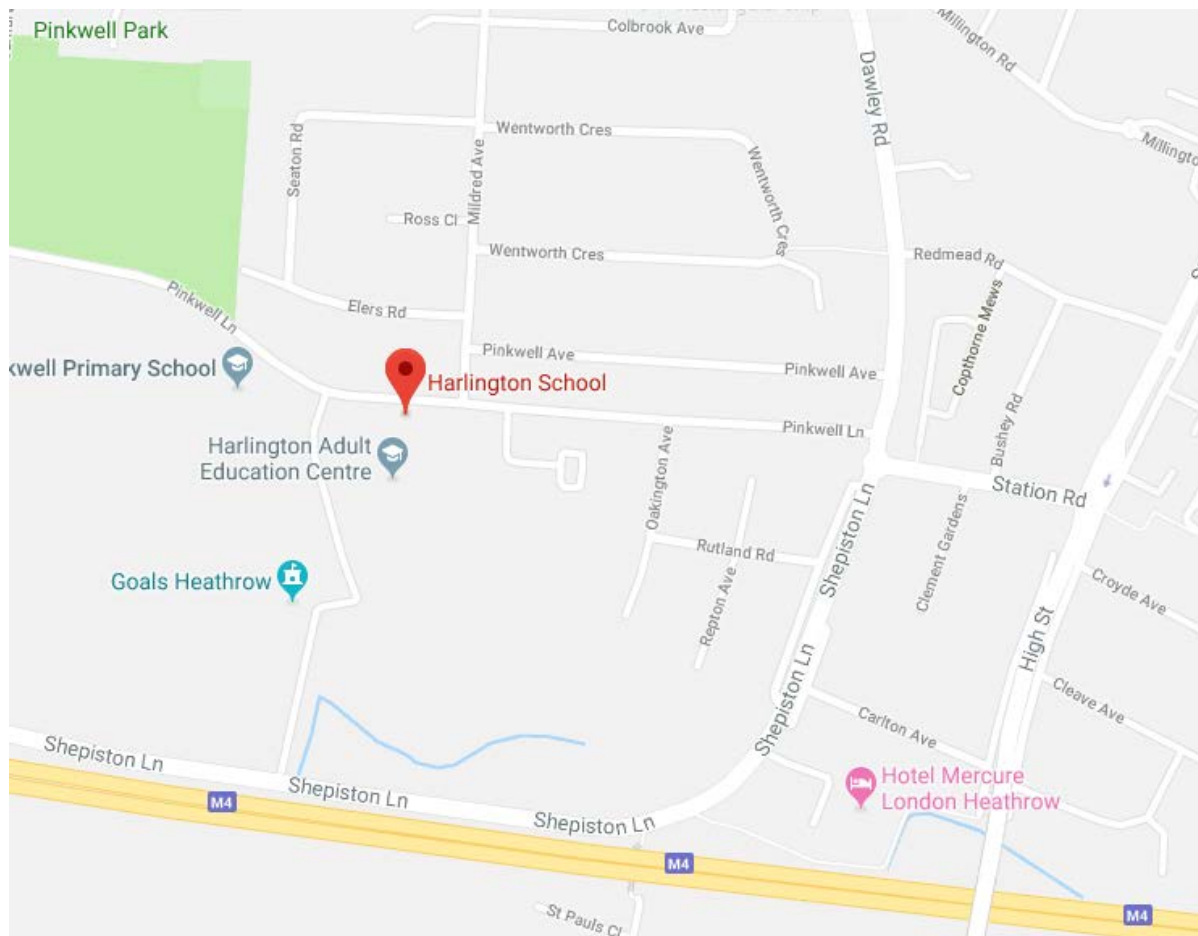 Pinkwell Park
Colbrook Ave
Millington Rd
Dawley Rd
Wentworth Cres
Millingt
Seaton Rd
Mildred Ave
Wentworth Cres
Ross Cl
Wentworth Cres
Redmead Rd
Pinkwell Ln
Elers Rd
Copthorne Mews
Pinkwell Ave
Pinkwell Ave
kwell Primary School
Harlington School
Bushey Rd
Pinkwell Ln
Harlington Adult
Education Centre
Oakington Ave
Station Rd
Shepiston Ln
Rutland Rd
Clement Gardens
Goals Heathrow
Croyde Ave
Repton Ave
High St
Cleave Ave
Shepiston Ln
Carlton Ave
Shepiston Ln
Hotel Mercure
London Heathrow
Shepiston Ln
M4
Shepiston Ln
M4
St Pauls Cl
M4